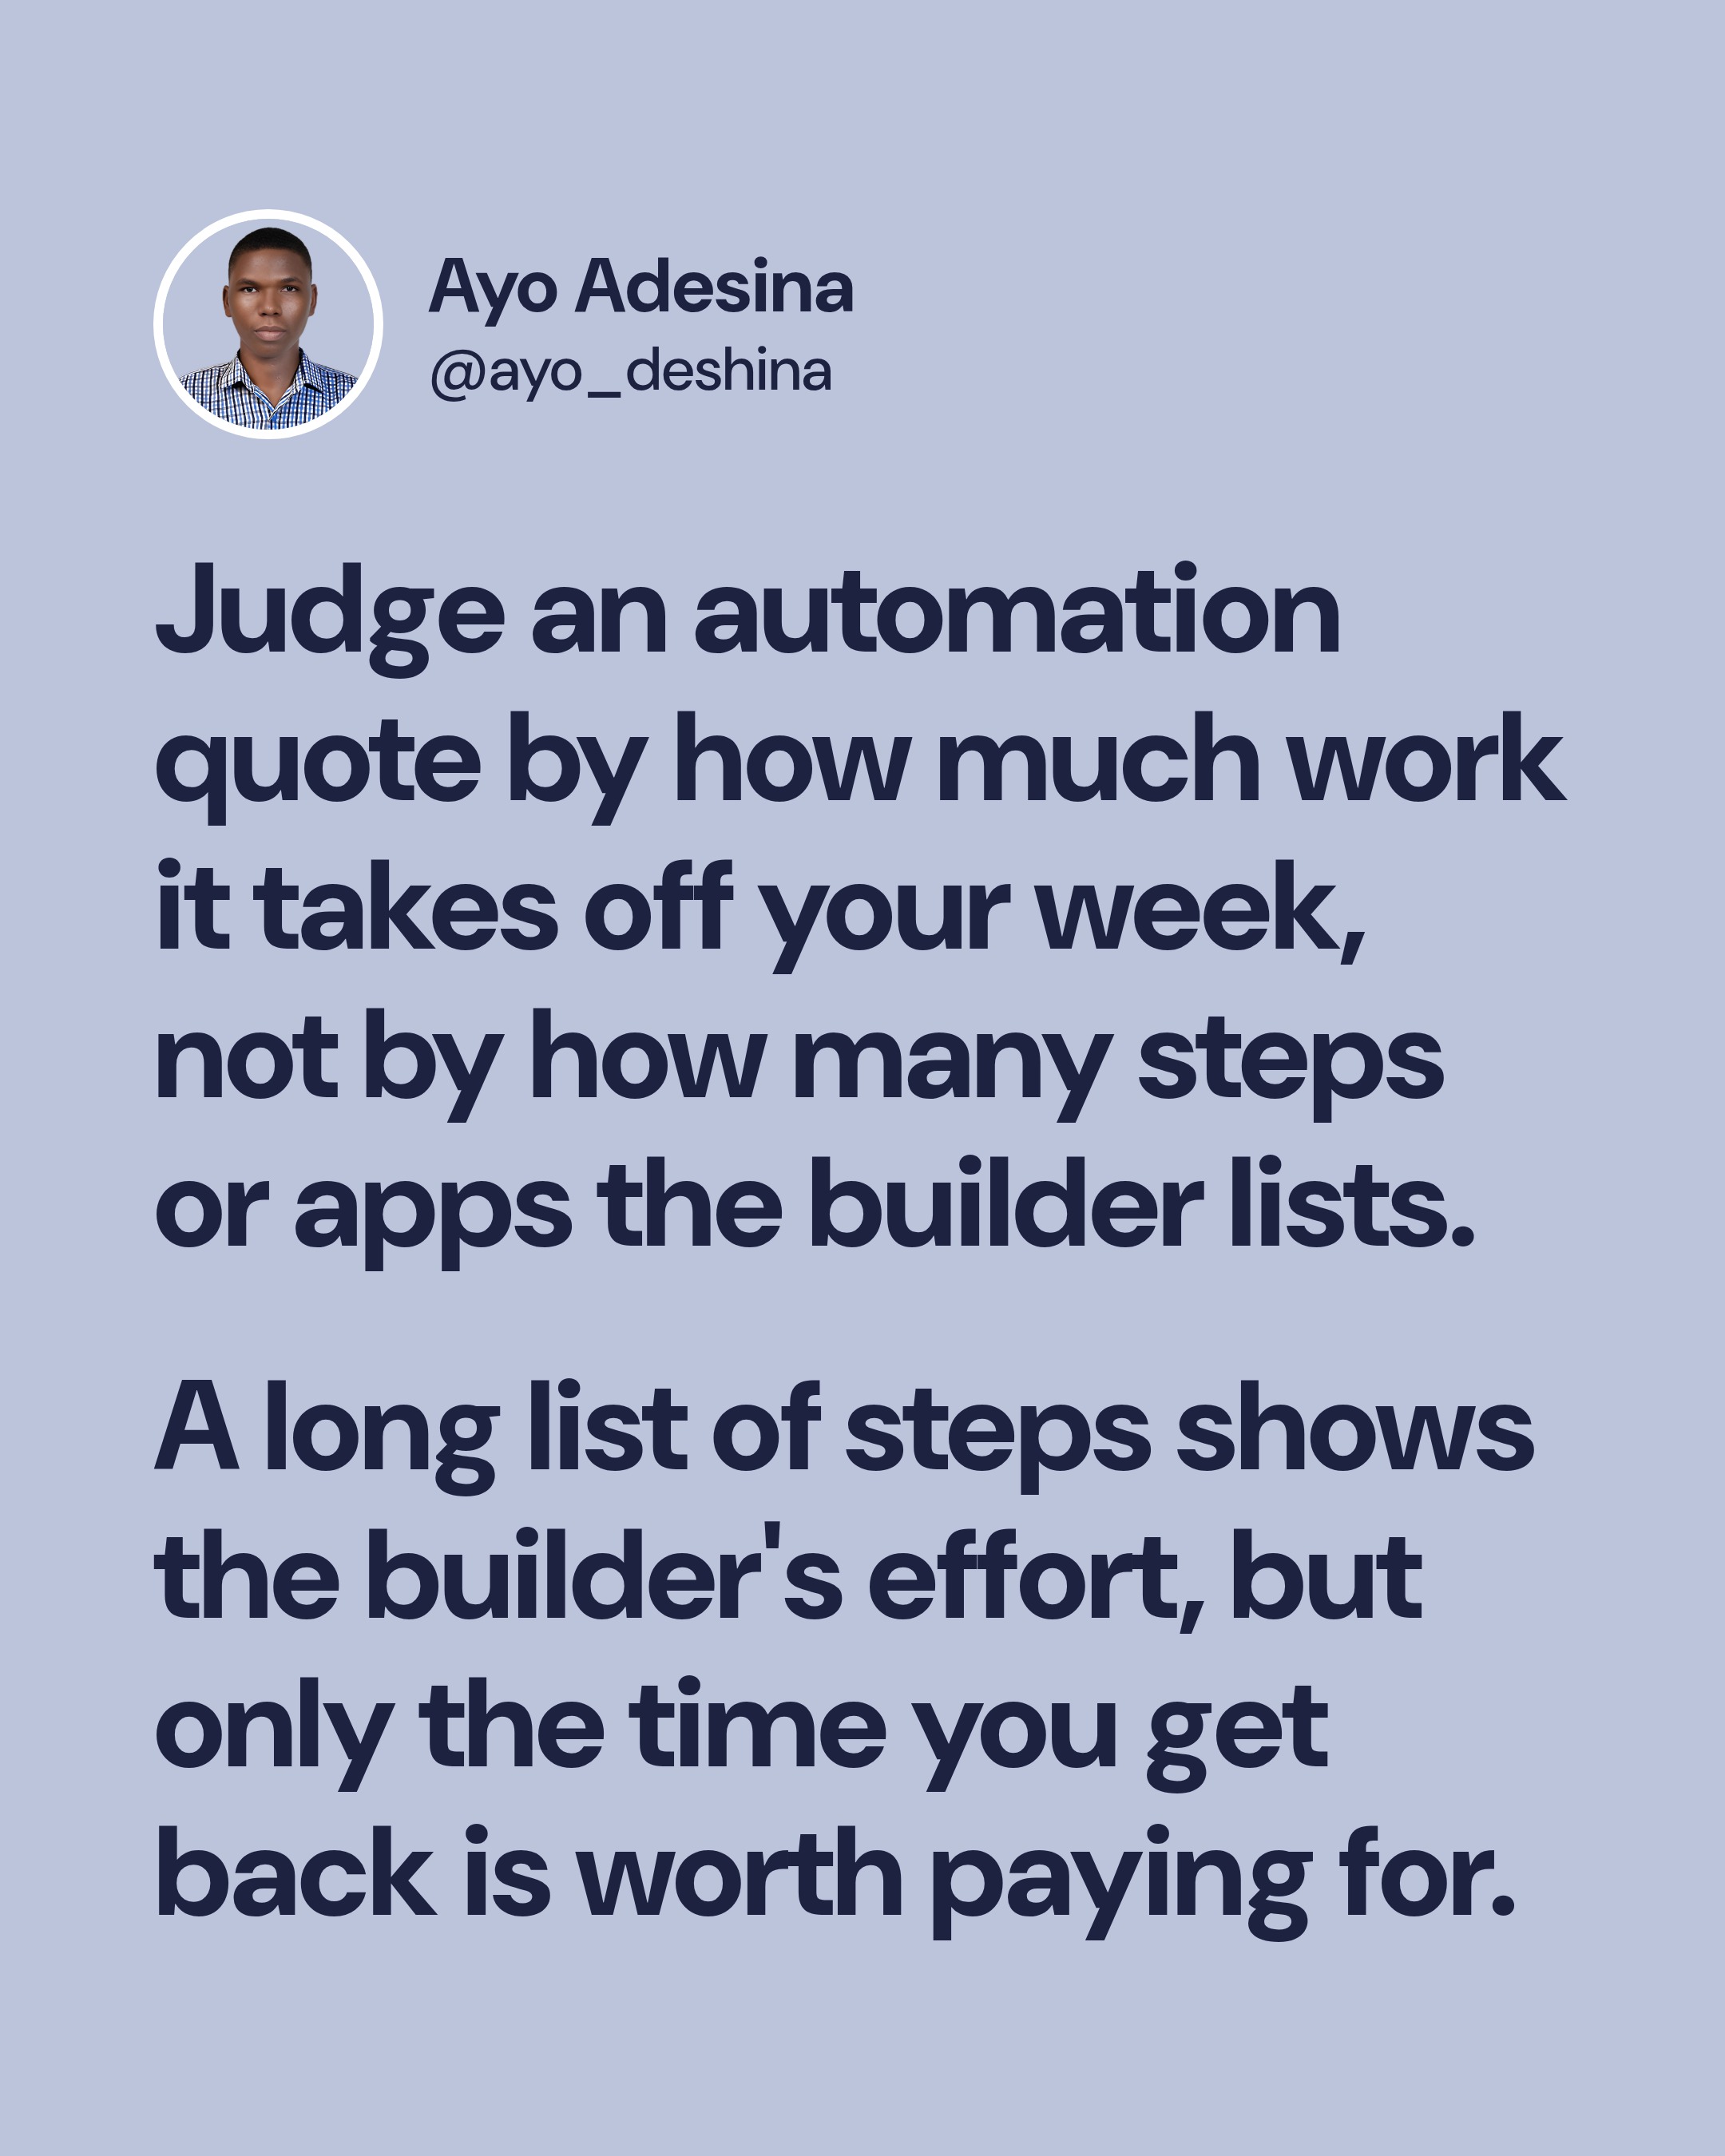 Ayo Adesina
@ayo_deshina
Judge an automation
quote by how much work
it takes off your week,
not by how many steps
or apps the builder lists.
A long list of steps shows
the builder's effort, but
only the time you get
back is worth paying for.